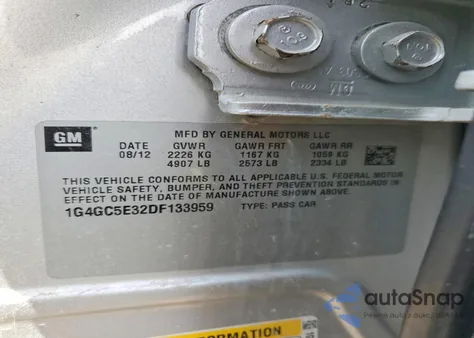 GM
MFD BY GENERAL MOTORS LLC
DATE GVWR GAWR FRT GAWR RR
08/12 2226 KG 1167 KG 1059 KG
4907 LB 2573 LB 2334 LB
THIS VEHICLE CONFORMS TO ALL APPLICABLE U.S. FEDERAL MOTOR
VEHICLE SAFETY, BUMPER, AND THEFT PREVENTION STANDARDS IN
EFFECT ON THE DATE OF MANUFACTURE SHOWN ABOVE.
1G4GC5E32DF133959 TYPE: PASS CAR
autoSnap